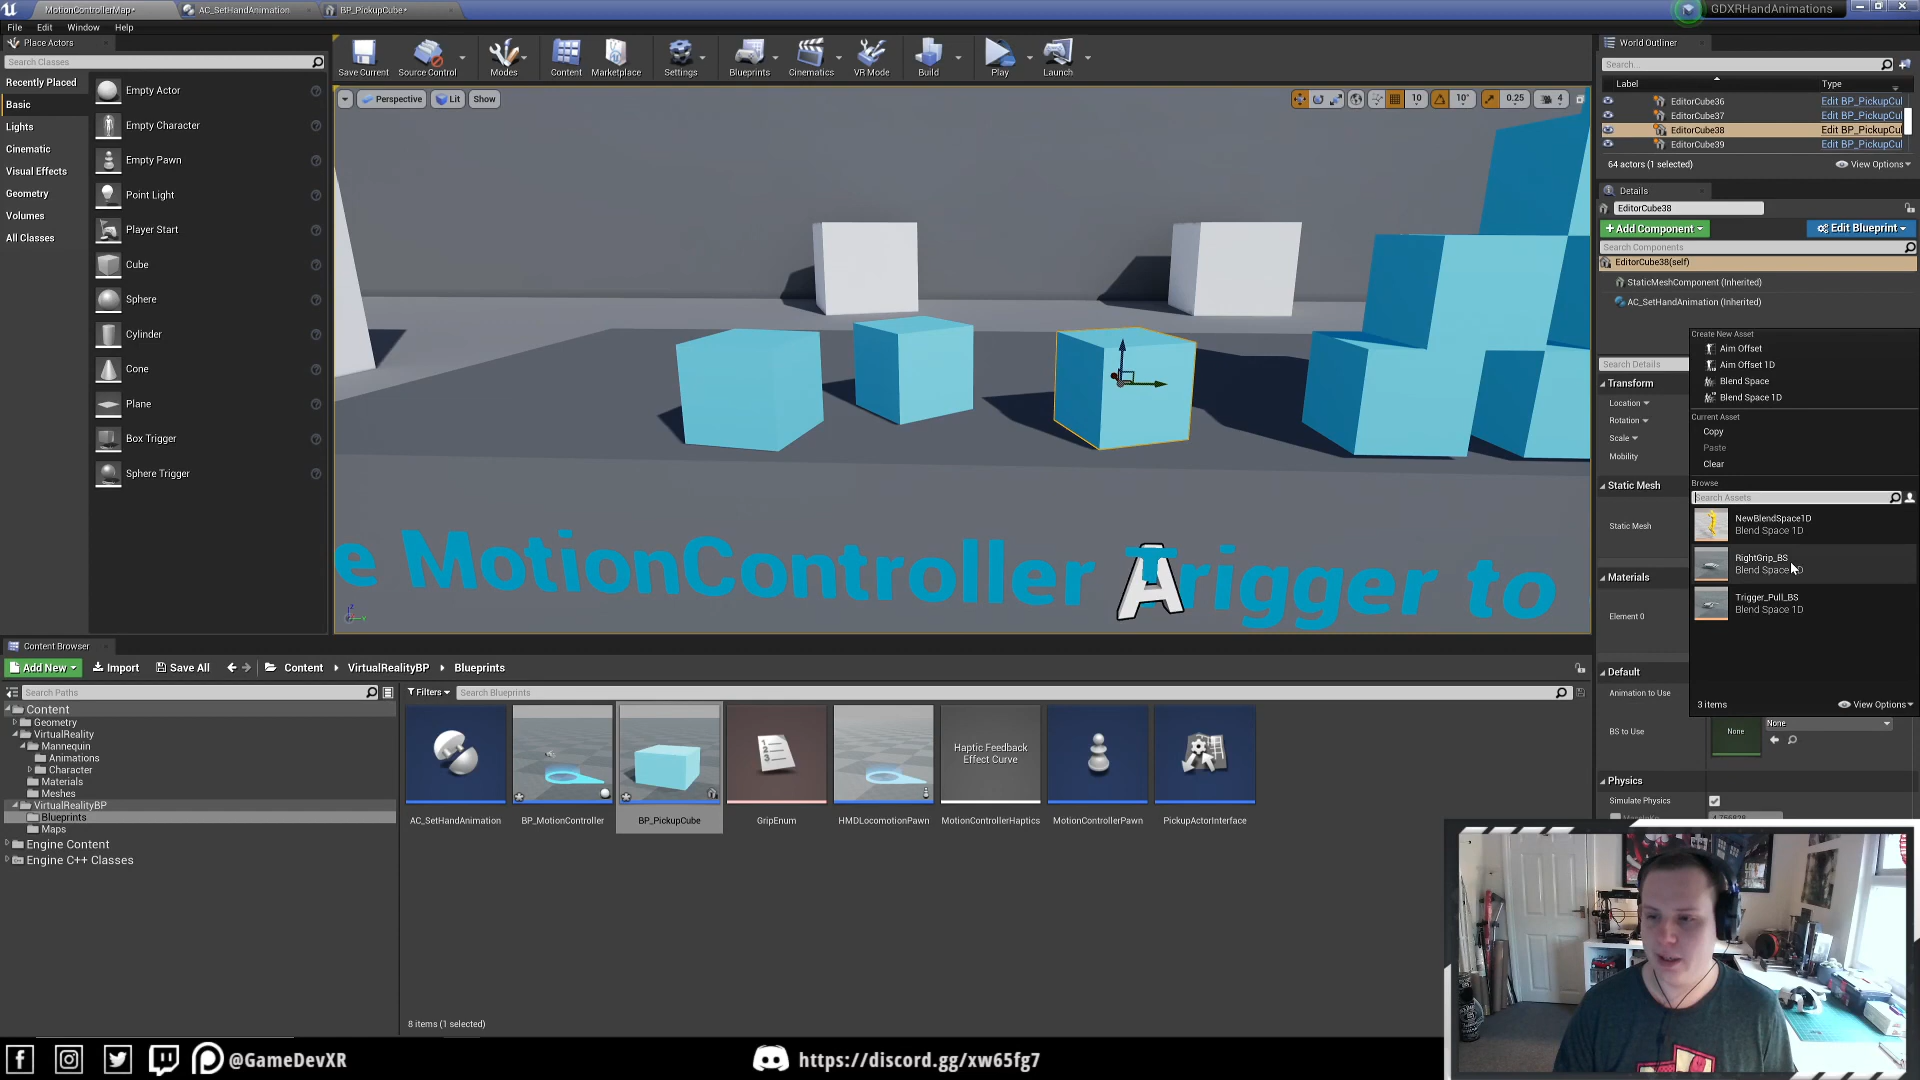 MotionControllerMap*
AC_SetHandAnimation
BP_PickupCube*
GDXRHandAnimations
File
Edit
Window
Help
Place Actors
Search Classes
Recently Placed
Basic
Lights
Cinematic
Visual Effects
Geometry
Volumes
All Classes
Empty Actor
Empty Character
Empty Pawn
Point Light
Player Start
Cube
Sphere
Cylinder
Cone
Plane
Box Trigger
Sphere Trigger
Save Current
Source Control
Modes
Content
Marketplace
Settings
Blueprints
Cinematics
VR Mode
Build
Play
Launch
Perspective
Lit
Show
10
10°
0.25
4
e MotionController Trigger to
A
World Outliner
Search...
Label
Type
EditorCube36 Edit BP_PickupCul
EditorCube37 Edit BP_PickupCul
EditorCube38 Edit BP_PickupCul
EditorCube39 Edit BP_PickupCul
64 actors (1 selected)
View Options
Details
EditorCube38
+Add Component
Edit Blueprint
Search Components
EditorCube38(self)
StaticMeshComponent (Inherited)
AC_SetHandAnimation (Inherited)
Search Details
Transform
Location
Rotation
Scale
Mobility
Static Mesh
Static Mesh
Materials
Element 0
Default
Animation to Use
BS to Use
None
None
Physics
Simulate Physics
Create New Asset
Aim Offset
Aim Offset 1D
Blend Space
Blend Space 1D
Current Asset
Copy
Paste
Clear
Browse
Search Assets
NewBlendSpace1D
Blend Space 1D
RightGrip_BS
Blend Space 1D
Trigger_Pull_BS
Blend Space 1D
3 items
View Options
Content Browser
Add New
Import
Save All
Content
VirtualRealityBP
Blueprints
Search Paths
Filters
Search Blueprints
Content
Geometry
VirtualReality
Mannequin
Animations
Character
Materials
Meshes
VirtualRealityBP
Blueprints
Maps
Engine Content
Engine C++ Classes
Haptic Feedback
Effect Curve
AC_SetHandAnimation
BP_MotionController
BP_PickupCube
GripEnum
HMDLocomotionPawn
MotionControllerHaptics
MotionControllerPawn
PickupActorInterface
8 items (1 selected)
@GameDevXR
https://discord.gg/xw65fg7